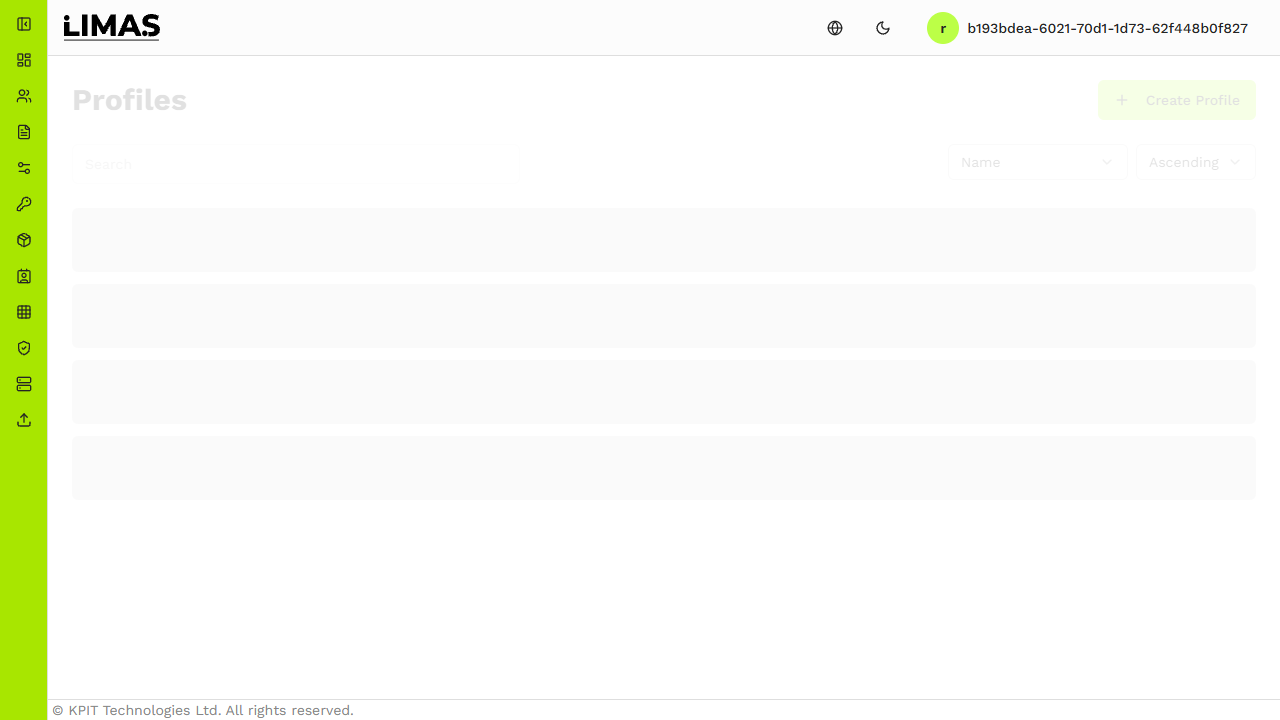 LIMAS
r b193bdea-6021-70d1-1d73-62f448b0f827
Profiles
Create Profile
Search
Name
Ascending
© KPIT Technologies Ltd. All rights reserved.